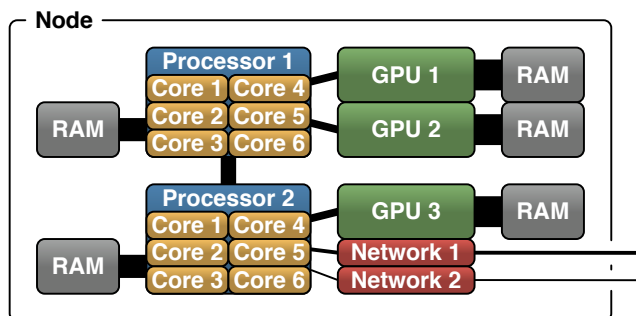 Node
Processor 1
Core 1 Core 4
Core 2 Core 5
Core 3 Core 6
RAM
GPU 1
RAM
GPU 2
RAM
Processor 2
Core 1 Core 4
Core 2 Core 5
Core 3 Core 6
RAM
GPU 3
RAM
Network 1
Network 2